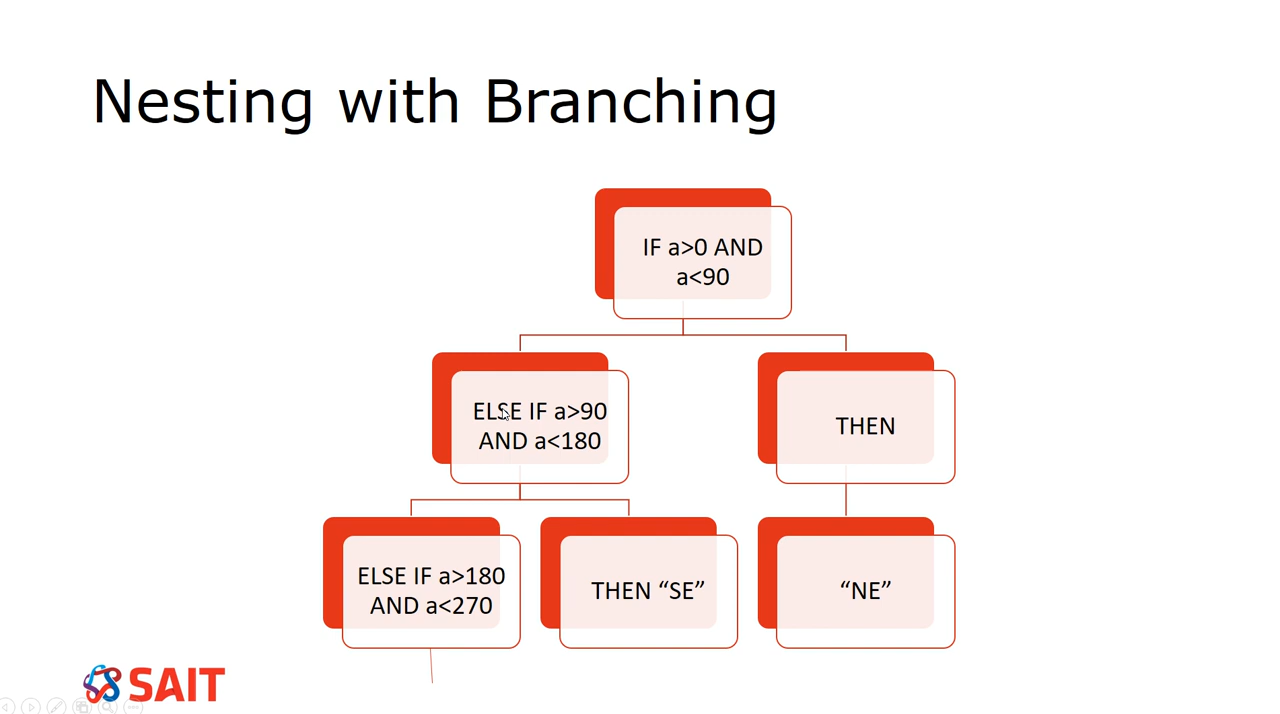 Nesting with Branching
IF a>0 AND
a<90
ELSE IF a>90
AND a<180
THEN
ELSE IF a>180
AND a<270
THEN “SE”
“NE”
SAIT